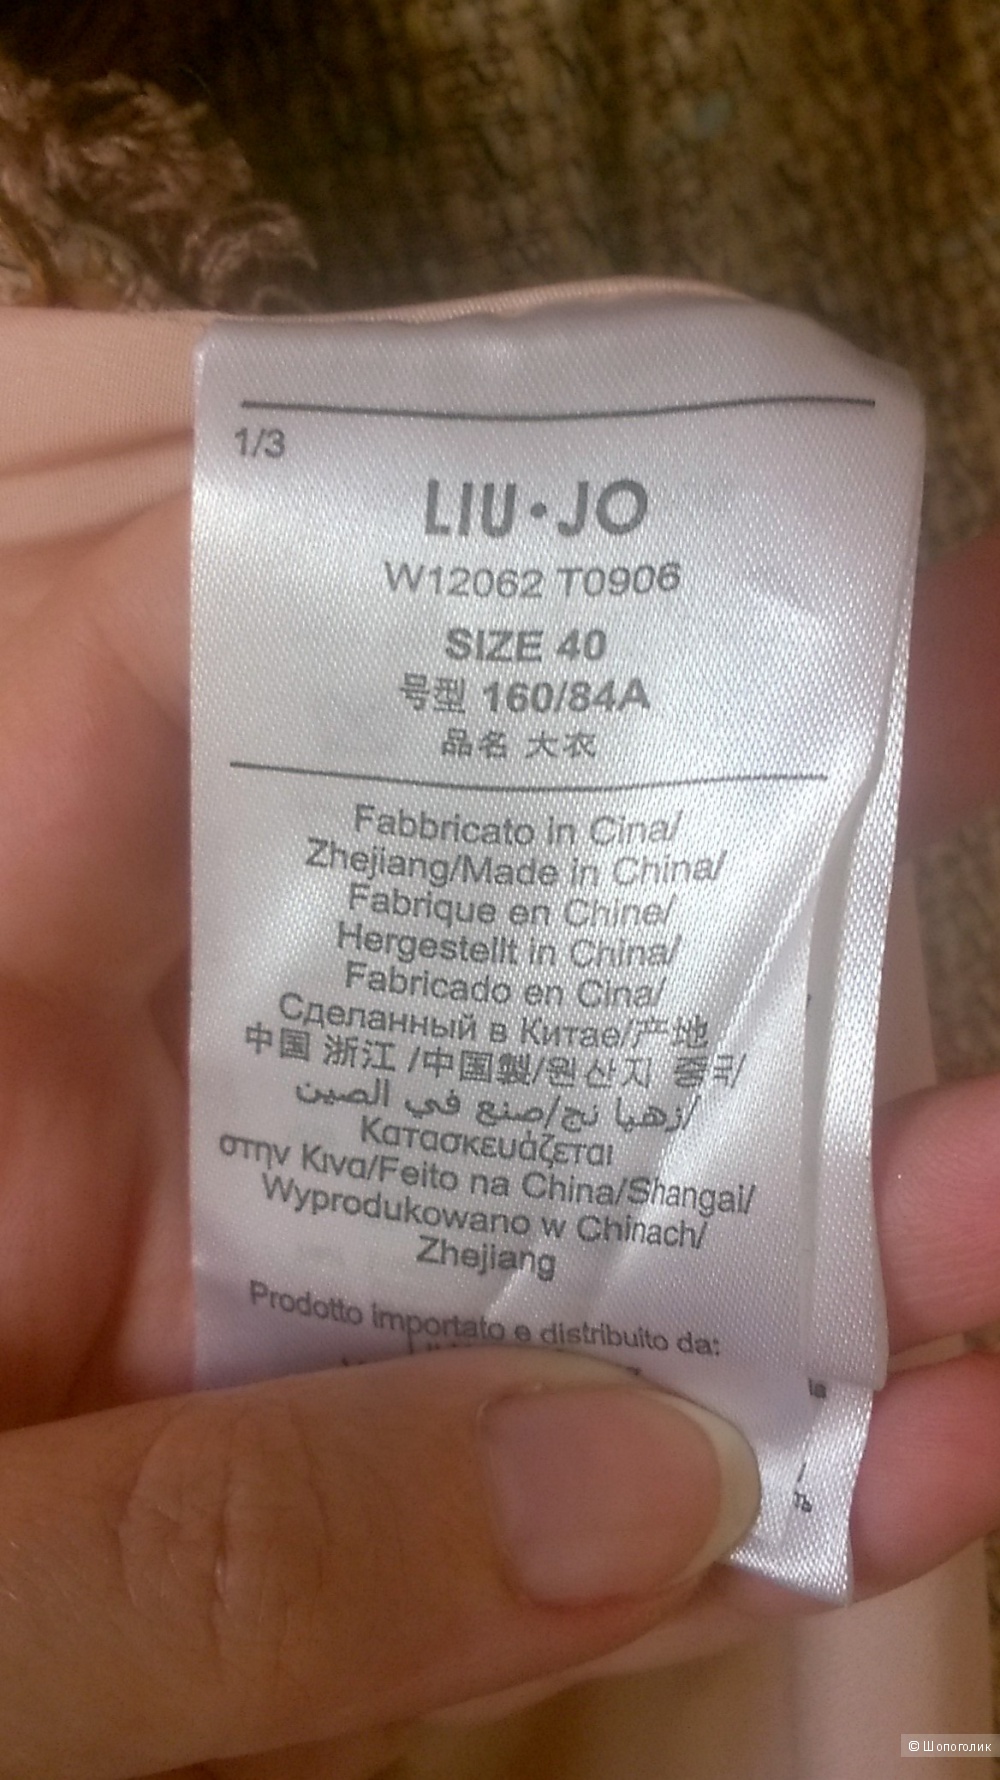 1/3
LIU·JO
W12062 T0906
SIZE 40
号型 160/84A
品名 大衣
Fabbricato in Cina/
Zhejiang/Made in China/
Fabrique en Chine/
Hergestellt in China/
Fabricado en Cina/
Сделанный в Китае/产地
中国 浙江 /中国製/원산지 중국/
زهيا نج/صنع في الصين/
Κατασκευάζεται
στην Κινα/Feito na China/Shangai/
Wyprodukowano w Chinach/
Zhejiang
Prodotto importato e distribuito da:
© Шопоголик